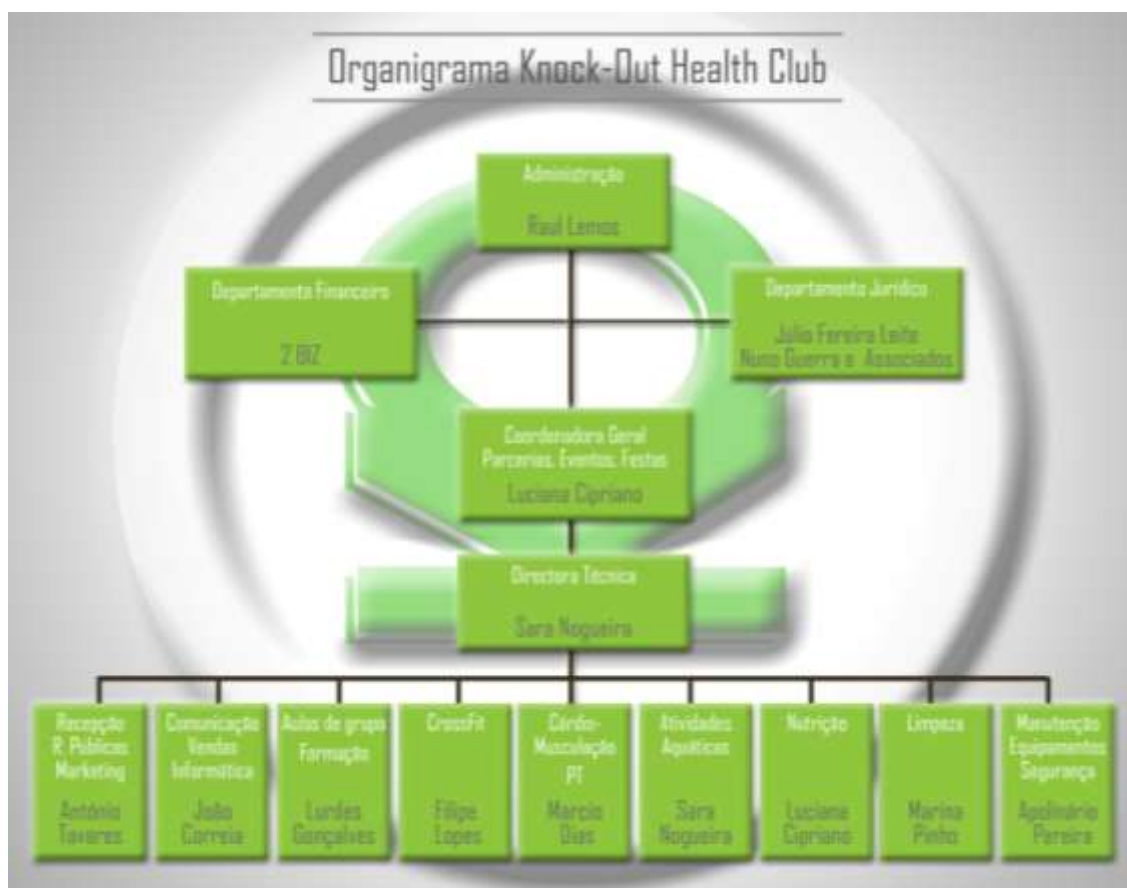 Organigrama Knock-Out Health Club
Administração
Raul Lemos
Departamento Financeiro
2 BIZ
Departamento Jurídico
Júlio Fereira Leite
Nuno Guerra e Associados
Coordenadora Geral
Parcerias, Eventos, Festas
Luciana Cipriano
Directora Técnica
Sara Nogueira
Recepção
R. Públicas
Marketing
António
Tavares
Comunicação
Vendas
Informática
João
Correia
Aulas de grupo
Formação
Lurdes
Gonçalves
CrossFit
Filipe
Lopes
Cárdio-
Musculação
PT
Marcio
Dias
Atividades
Aquáticas
Sara
Nogueira
Nutrição
Luciana
Cipriano
Limpeza
Marina
Pinho
Manutenção
Equipamentos
Segurança
Apolinário
Pereira